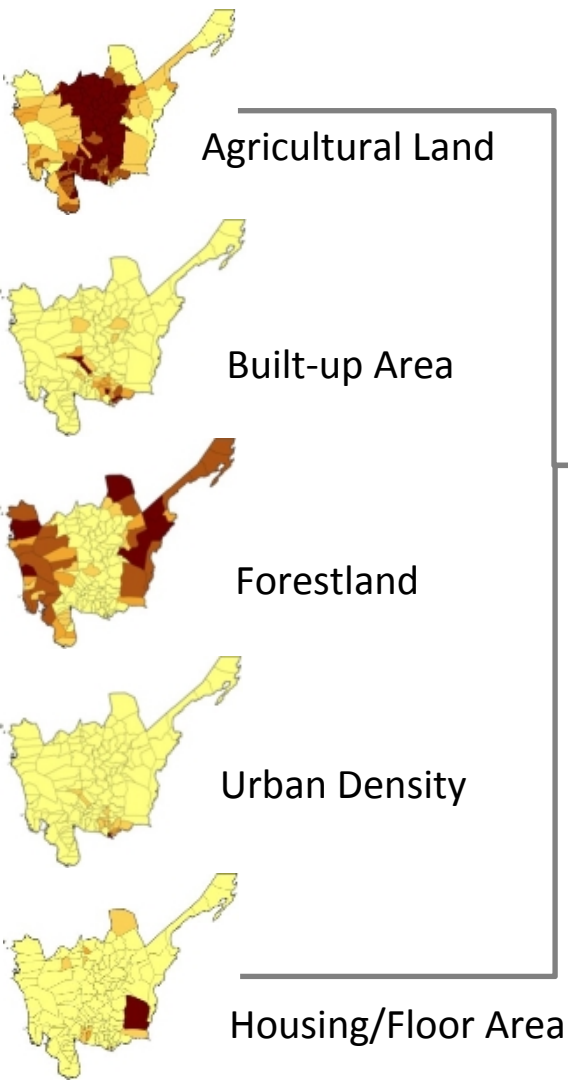 Agricultural Land
Built-up Area
Forestland
Urban Density
Housing/Floor Area